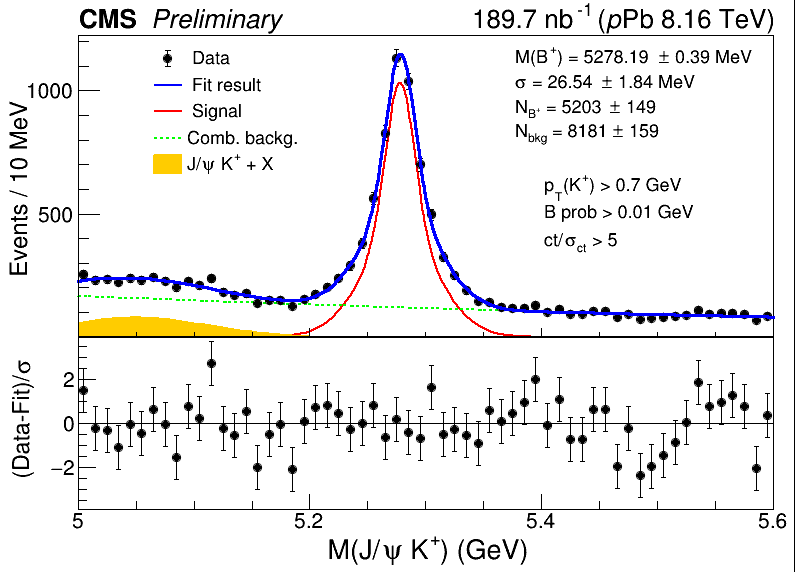 CMS Preliminary 189.7 nb⁻¹ (pPb 8.16 TeV)
Events / 10 MeV
1000
500
Data
Fit result
Signal
Comb. backg.
J/ψ K⁺ + X
M(B⁺) = 5278.19 ± 0.39 MeV
σ = 26.54 ± 1.84 MeV
N_B⁺ = 5203 ± 149
N_bkg = 8181 ± 159
p_T(K⁺) > 0.7 GeV
B prob > 0.01 GeV
ct/σ_ct > 5
(Data-Fit)/σ
2
0
−2
5 5.2 5.4 5.6
M(J/ψ K⁺) (GeV)